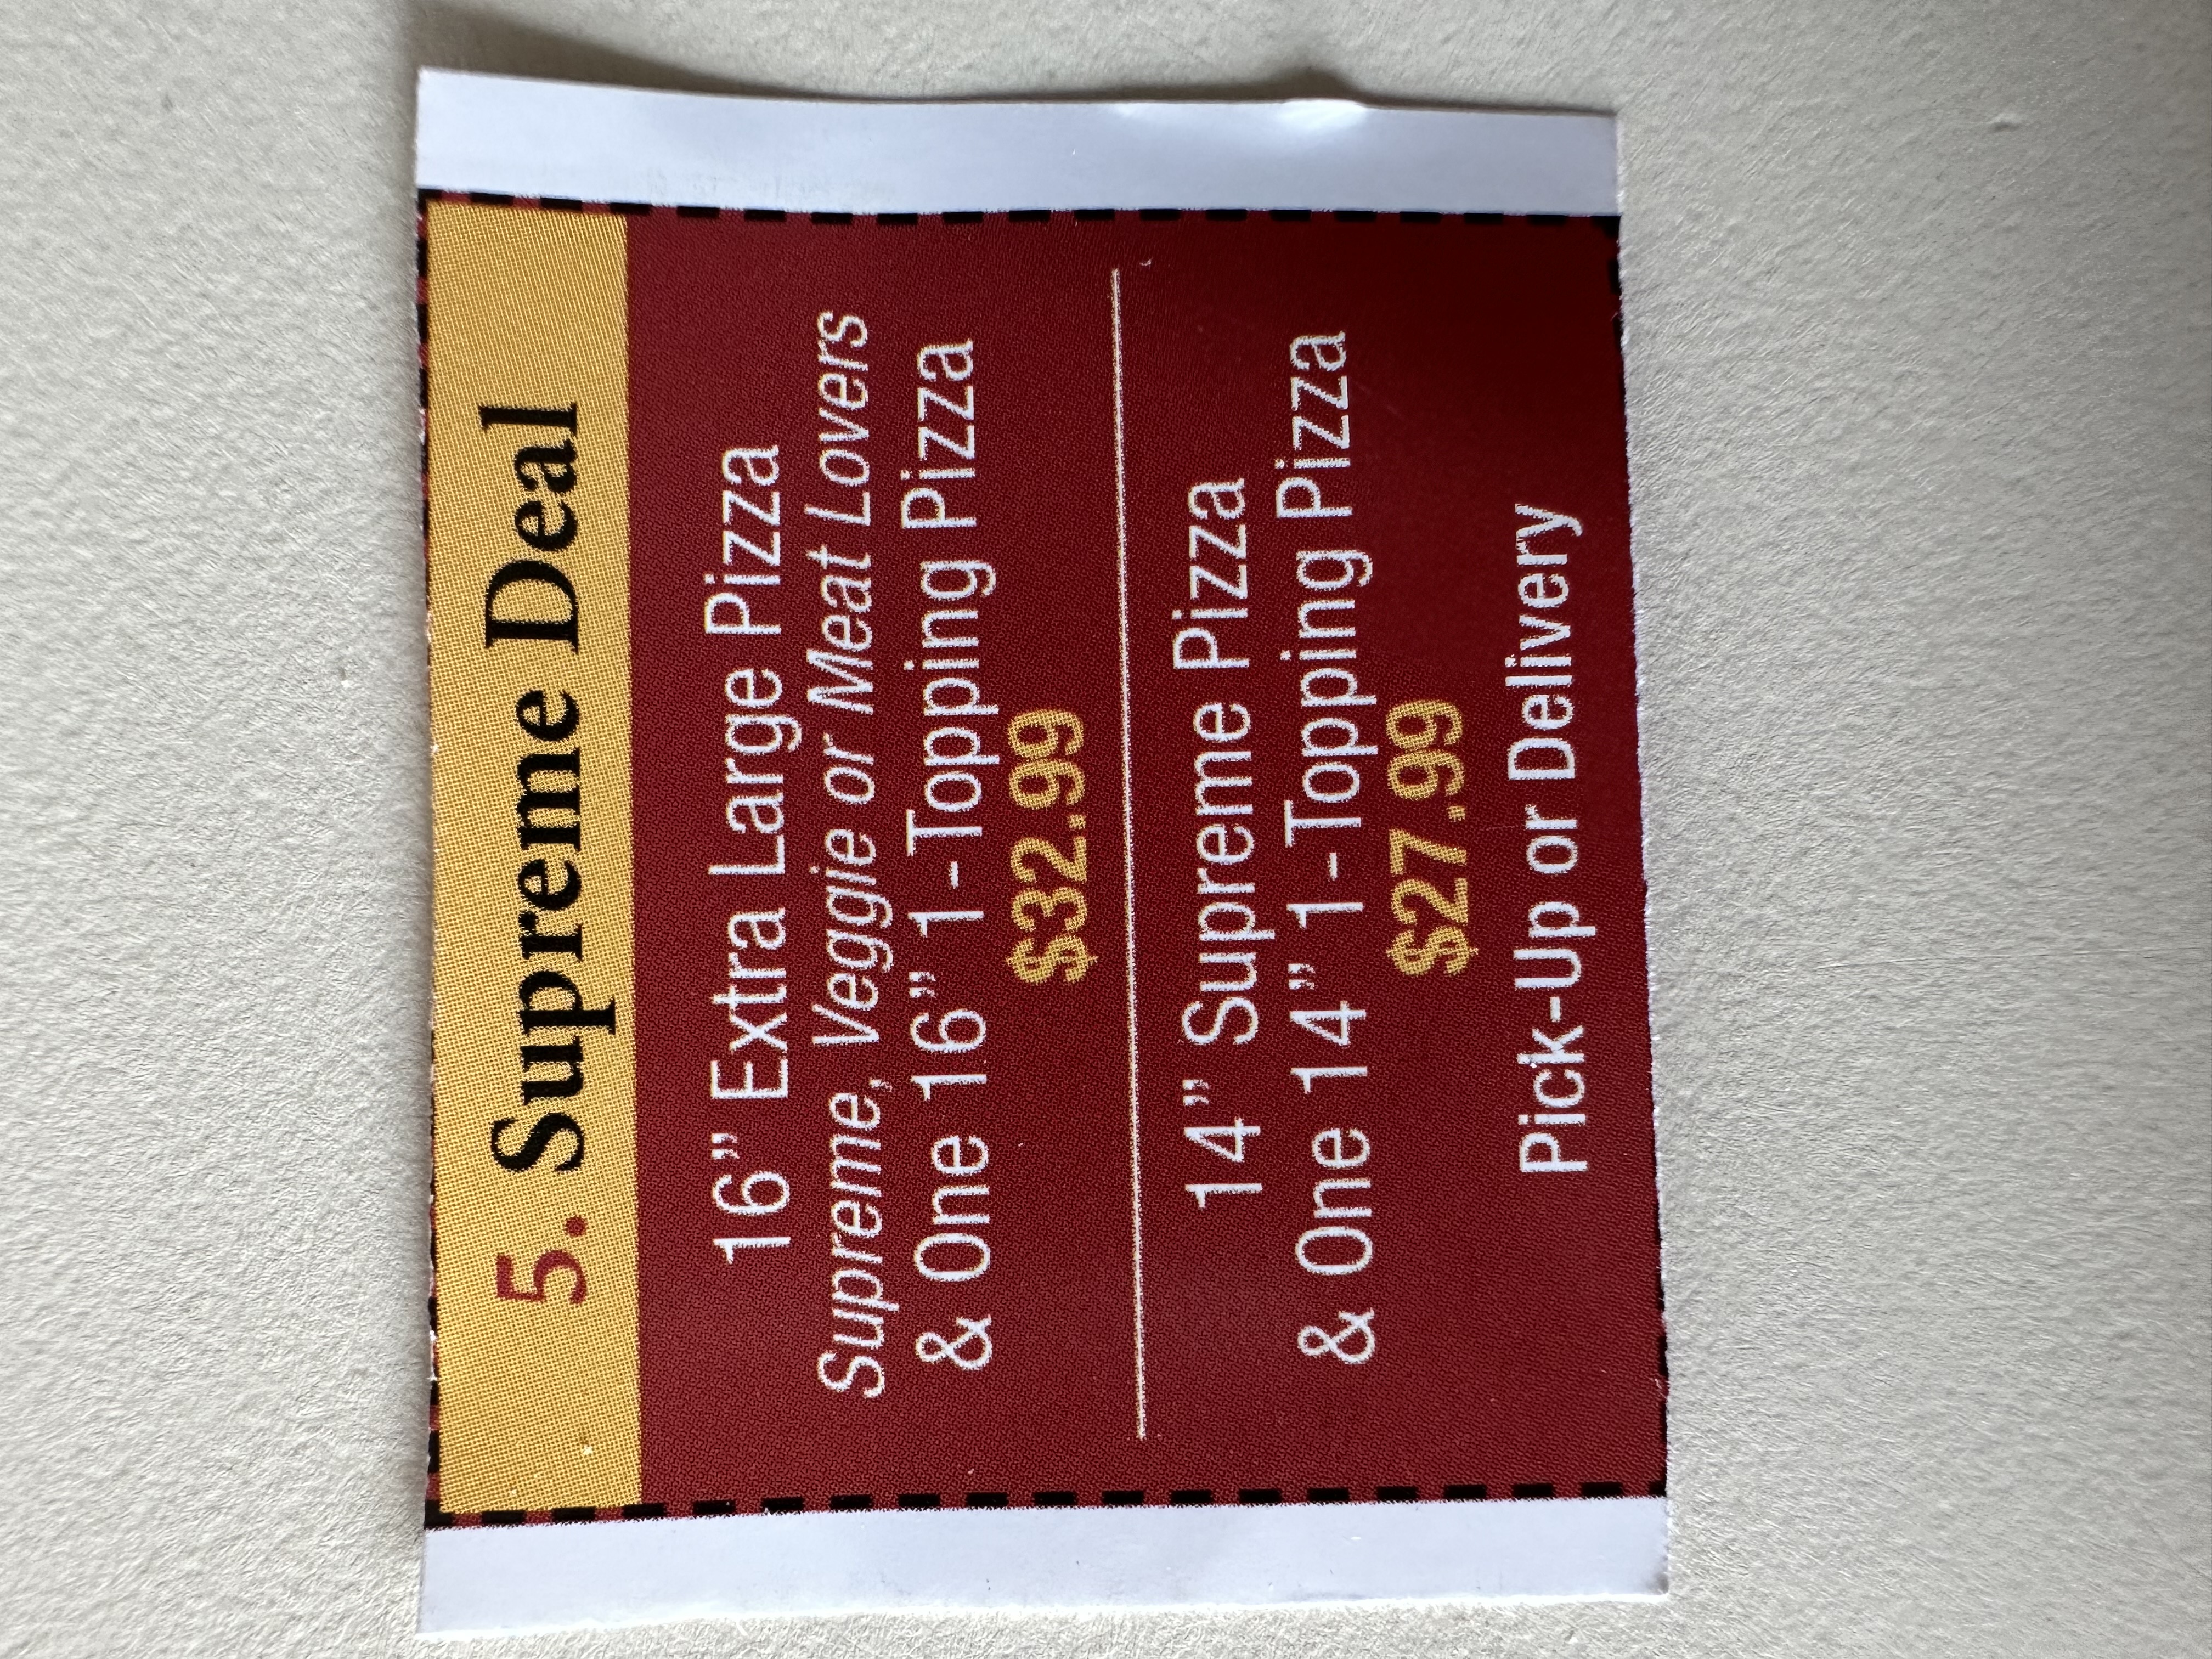 5. Supreme Deal
16” Extra Large Pizza
Supreme, Veggie or Meat Lovers
& One 16” 1-Topping Pizza
$32.99
14” Supreme Pizza
& One 14” 1-Topping Pizza
$27.99
Pick-Up or Delivery